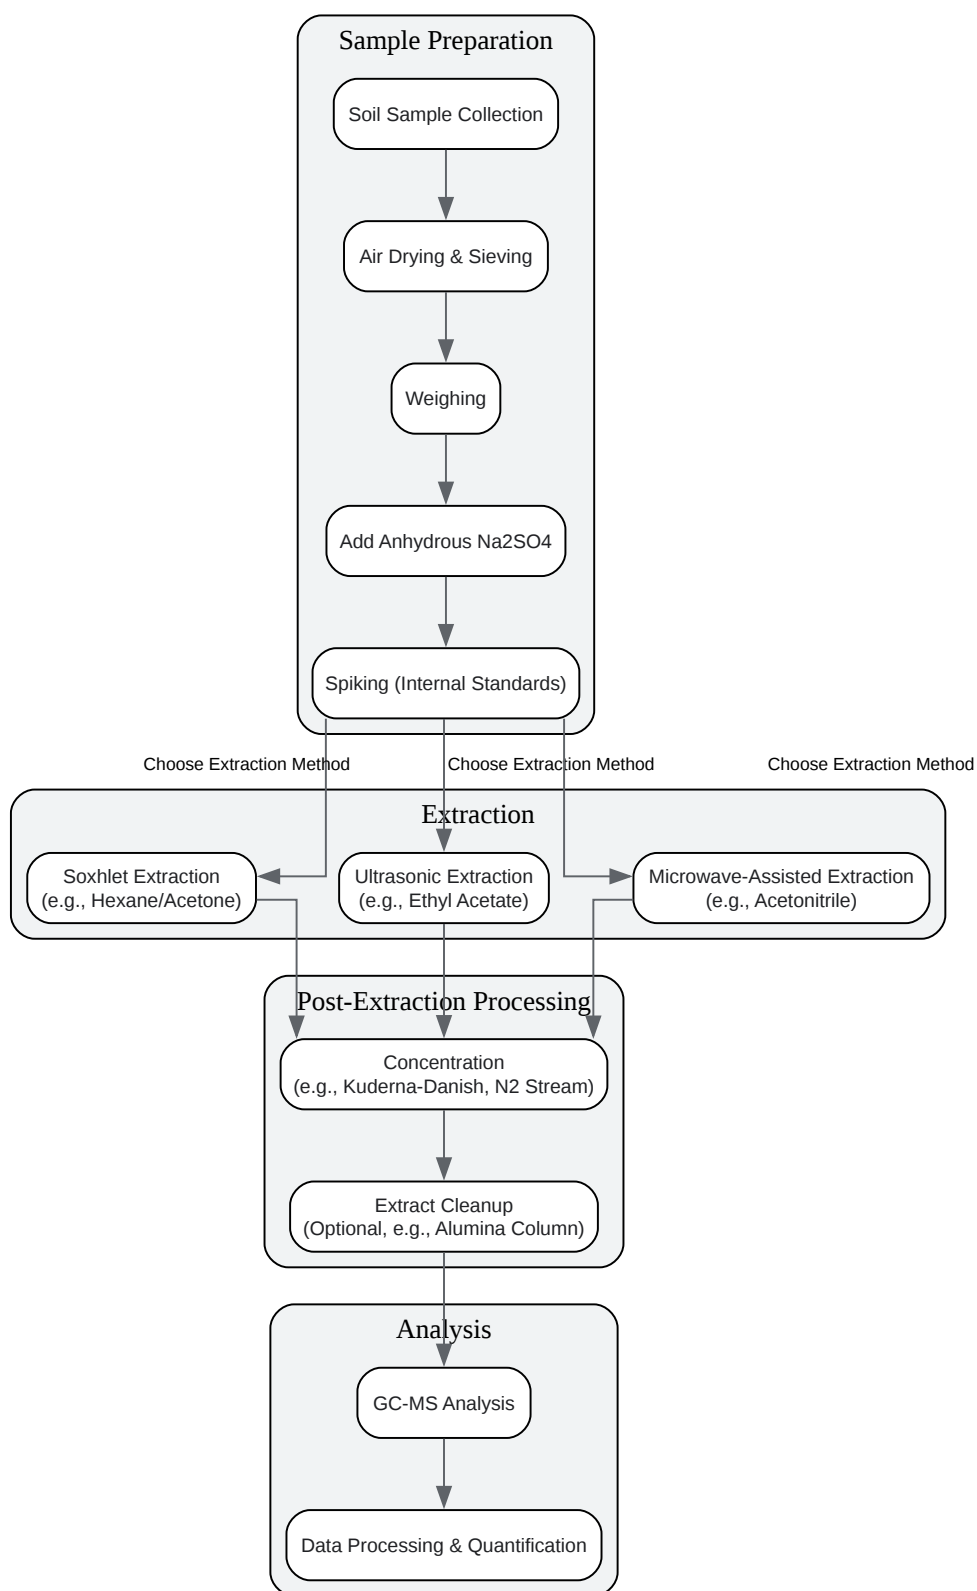 Sample Preparation
Soil Sample Collection
Air Drying & Sieving
Weighing
Add Anhydrous Na2SO4
Spiking (Internal Standards)
Choose Extraction Method
Choose Extraction Method
Choose Extraction Method
Extraction
Soxhlet Extraction
(e.g., Hexane/Acetone)
Ultrasonic Extraction
(e.g., Ethyl Acetate)
Microwave-Assisted Extraction
(e.g., Acetonitrile)
Post-Extraction Processing
Concentration
(e.g., Kuderna-Danish, N2 Stream)
Extract Cleanup
(Optional, e.g., Alumina Column)
Analysis
GC-MS Analysis
Data Processing & Quantification